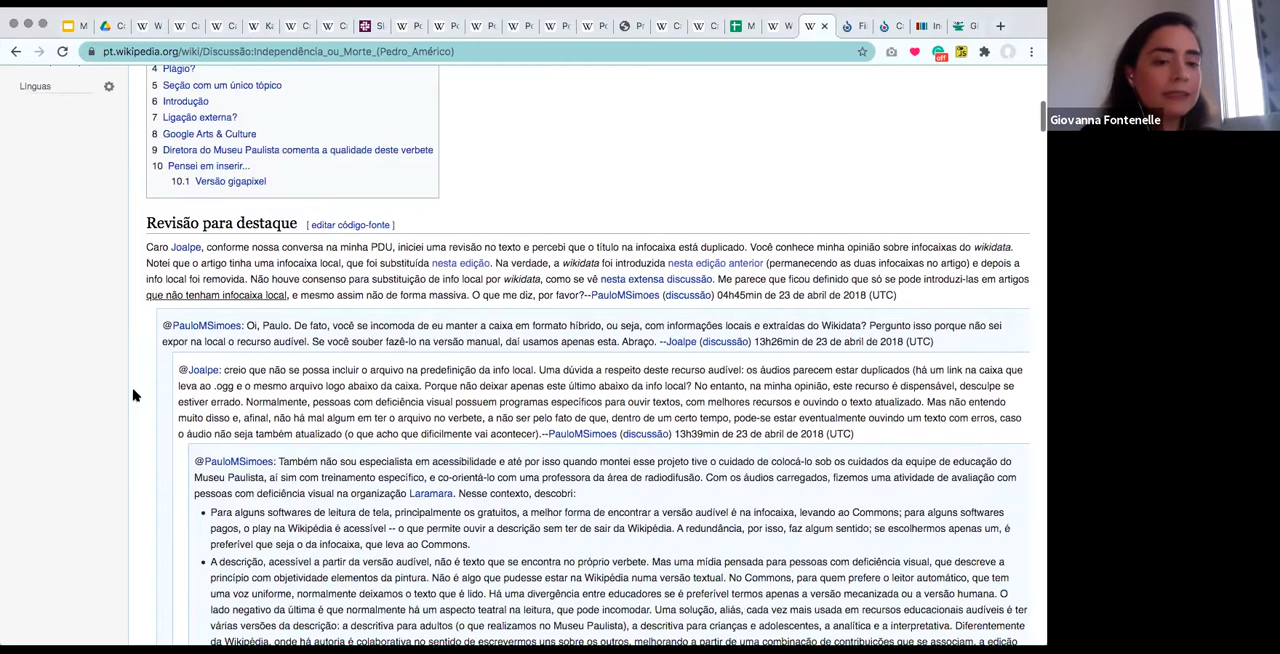 M
C
W
W
C
W
C
W
K
W
C
W
C
Sl
W
P
W
P
W
P
W
P
W
P
W
P
P
W
C
W
C
M
W
W
W
Fi
C
In
Gl
pt.wikipedia.org/wiki/Discussão:Independência_ou_Morte_(Pedro_Américo)
off
Giovanna Fontenelle
Línguas
4 Plágio?
5 Seção com um único tópico
6 Introdução
7 Ligação externa?
8 Google Arts & Culture
9 Diretora do Museu Paulista comenta a qualidade deste verbete
10 Pensei em inserir...
10.1 Versão gigapixel
Revisão para destaque [ editar código-fonte ]
Caro Joalpe, conforme nossa conversa na minha PDU, iniciei uma revisão no texto e percebi que o título na infocaixa está duplicado. Você conhece minha opinião sobre infocaixas do wikidata.
Notei que o artigo tinha uma infocaixa local, que foi substituída nesta edição. Na verdade, a wikidata foi introduzida nesta edição anterior (permanecendo as duas infocaixas no artigo) e depois a
info local foi removida. Não houve consenso para substituição de info local por wikidata, como se vê nesta extensa discussão. Me parece que ficou definido que só se pode introduzi-las em artigos
que não tenham infocaixa local, e mesmo assim não de forma massiva. O que me diz, por favor?--PauloMSimoes (discussão) 04h45min de 23 de abril de 2018 (UTC)
@PauloMSimoes: Oi, Paulo. De fato, você se incomoda de eu manter a caixa em formato híbrido, ou seja, com informações locais e extraídas do Wikidata? Pergunto isso porque não sei
expor na local o recurso audível. Se você souber fazê-lo na versão manual, daí usamos apenas esta. Abraço. --Joalpe (discussão) 13h26min de 23 de abril de 2018 (UTC)
@Joalpe: creio que não se possa incluir o arquivo na predefinição da info local. Uma dúvida a respeito deste recurso audível: os áudios parecem estar duplicados (há um link na caixa que
leva ao .ogg e o mesmo arquivo logo abaixo da caixa. Porque não deixar apenas este último abaixo da info local? No entanto, na minha opinião, este recurso é dispensável, desculpe se
estiver errado. Normalmente, pessoas com deficiência visual possuem programas específicos para ouvir textos, com melhores recursos e ouvindo o texto atualizado. Mas não entendo
muito disso e, afinal, não há mal algum em ter o arquivo no verbete, a não ser pelo fato de que, dentro de um certo tempo, pode-se estar eventualmente ouvindo um texto com erros, caso
o áudio não seja também atualizado (o que acho que dificilmente vai acontecer).--PauloMSimoes (discussão) 13h39min de 23 de abril de 2018 (UTC)
@PauloMSimoes: Também não sou especialista em acessibilidade e até por isso quando montei esse projeto tive o cuidado de colocá-lo sob os cuidados da equipe de educação do
Museu Paulista, aí sim com treinamento específico, e co-orientá-lo com uma professora da área de radiodifusão. Com os áudios carregados, fizemos uma atividade de avaliação com
pessoas com deficiência visual na organização Laramara. Nesse contexto, descobri:
• Para alguns softwares de leitura de tela, principalmente os gratuitos, a melhor forma de encontrar a versão audível é na infocaixa, levando ao Commons; para alguns softwares
pagos, o play na Wikipédia é acessível -- o que permite ouvir a descrição sem ter de sair da Wikipédia. A redundância, por isso, faz algum sentido; se escolhermos apenas um, é
preferível que seja o da infocaixa, que leva ao Commons.
• A descrição, acessível a partir da versão audível, não é texto que se encontra no próprio verbete. Mas uma mídia pensada para pessoas com deficiência visual, que descreve a
princípio com objetividade elementos da pintura. Não é algo que pudesse estar na Wikipédia numa versão textual. No Commons, para quem prefere o leitor automático, que tem
uma voz uniforme, normalmente deixamos o texto que é lido. Há uma divergência entre educadores se é preferível termos apenas a versão mecanizada ou a versão humana. O
lado negativo da última é que normalmente há um aspecto teatral na leitura, que pode incomodar. Uma solução, aliás, cada vez mais usada em recursos educacionais audíveis é ter
várias versões da descrição: a descritiva para adultos (o que realizamos no Museu Paulista), a descritiva para crianças e adolescentes, a analítica e a interpretativa. Diferentemente
da Wikipédia, onde há autoria é colaborativa no sentido de escrevermos uns sobre os outros, melhorando a partir de uma combinação de contribuições que se associam, a edição